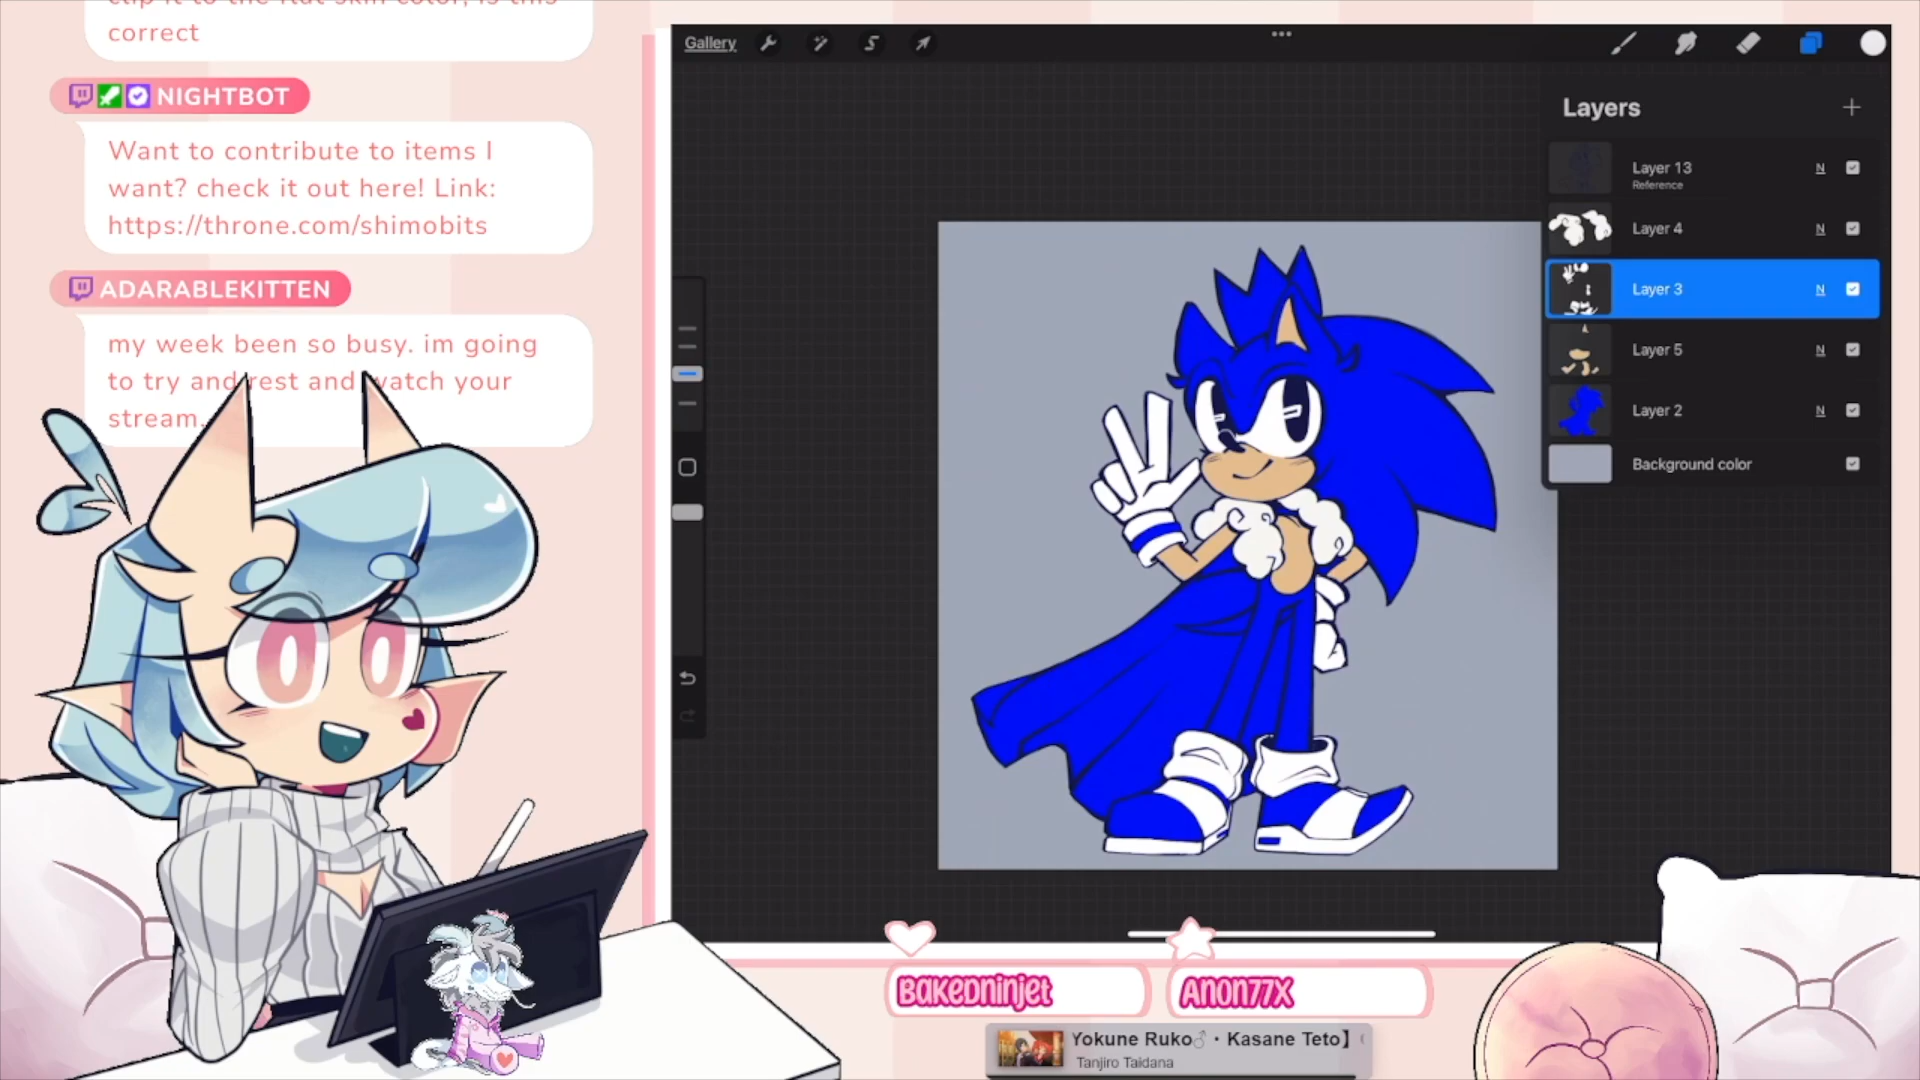 correct
NIGHTBOT
Want to contribute to items I
want? check it out here! Link:
https://throne.com/shimobits
ADARABLEKITTEN
my week been so busy. im going
to try and rest and watch your
stream.
Gallery
Layers
Layer 13
Reference
N
Layer 4
N
Layer 3
N
Layer 5
N
Layer 2
N
Background color
BAKEDNINJET
ANON77X
Yokune Ruko♂・Kasane Teto】
Tanjiro Taidana